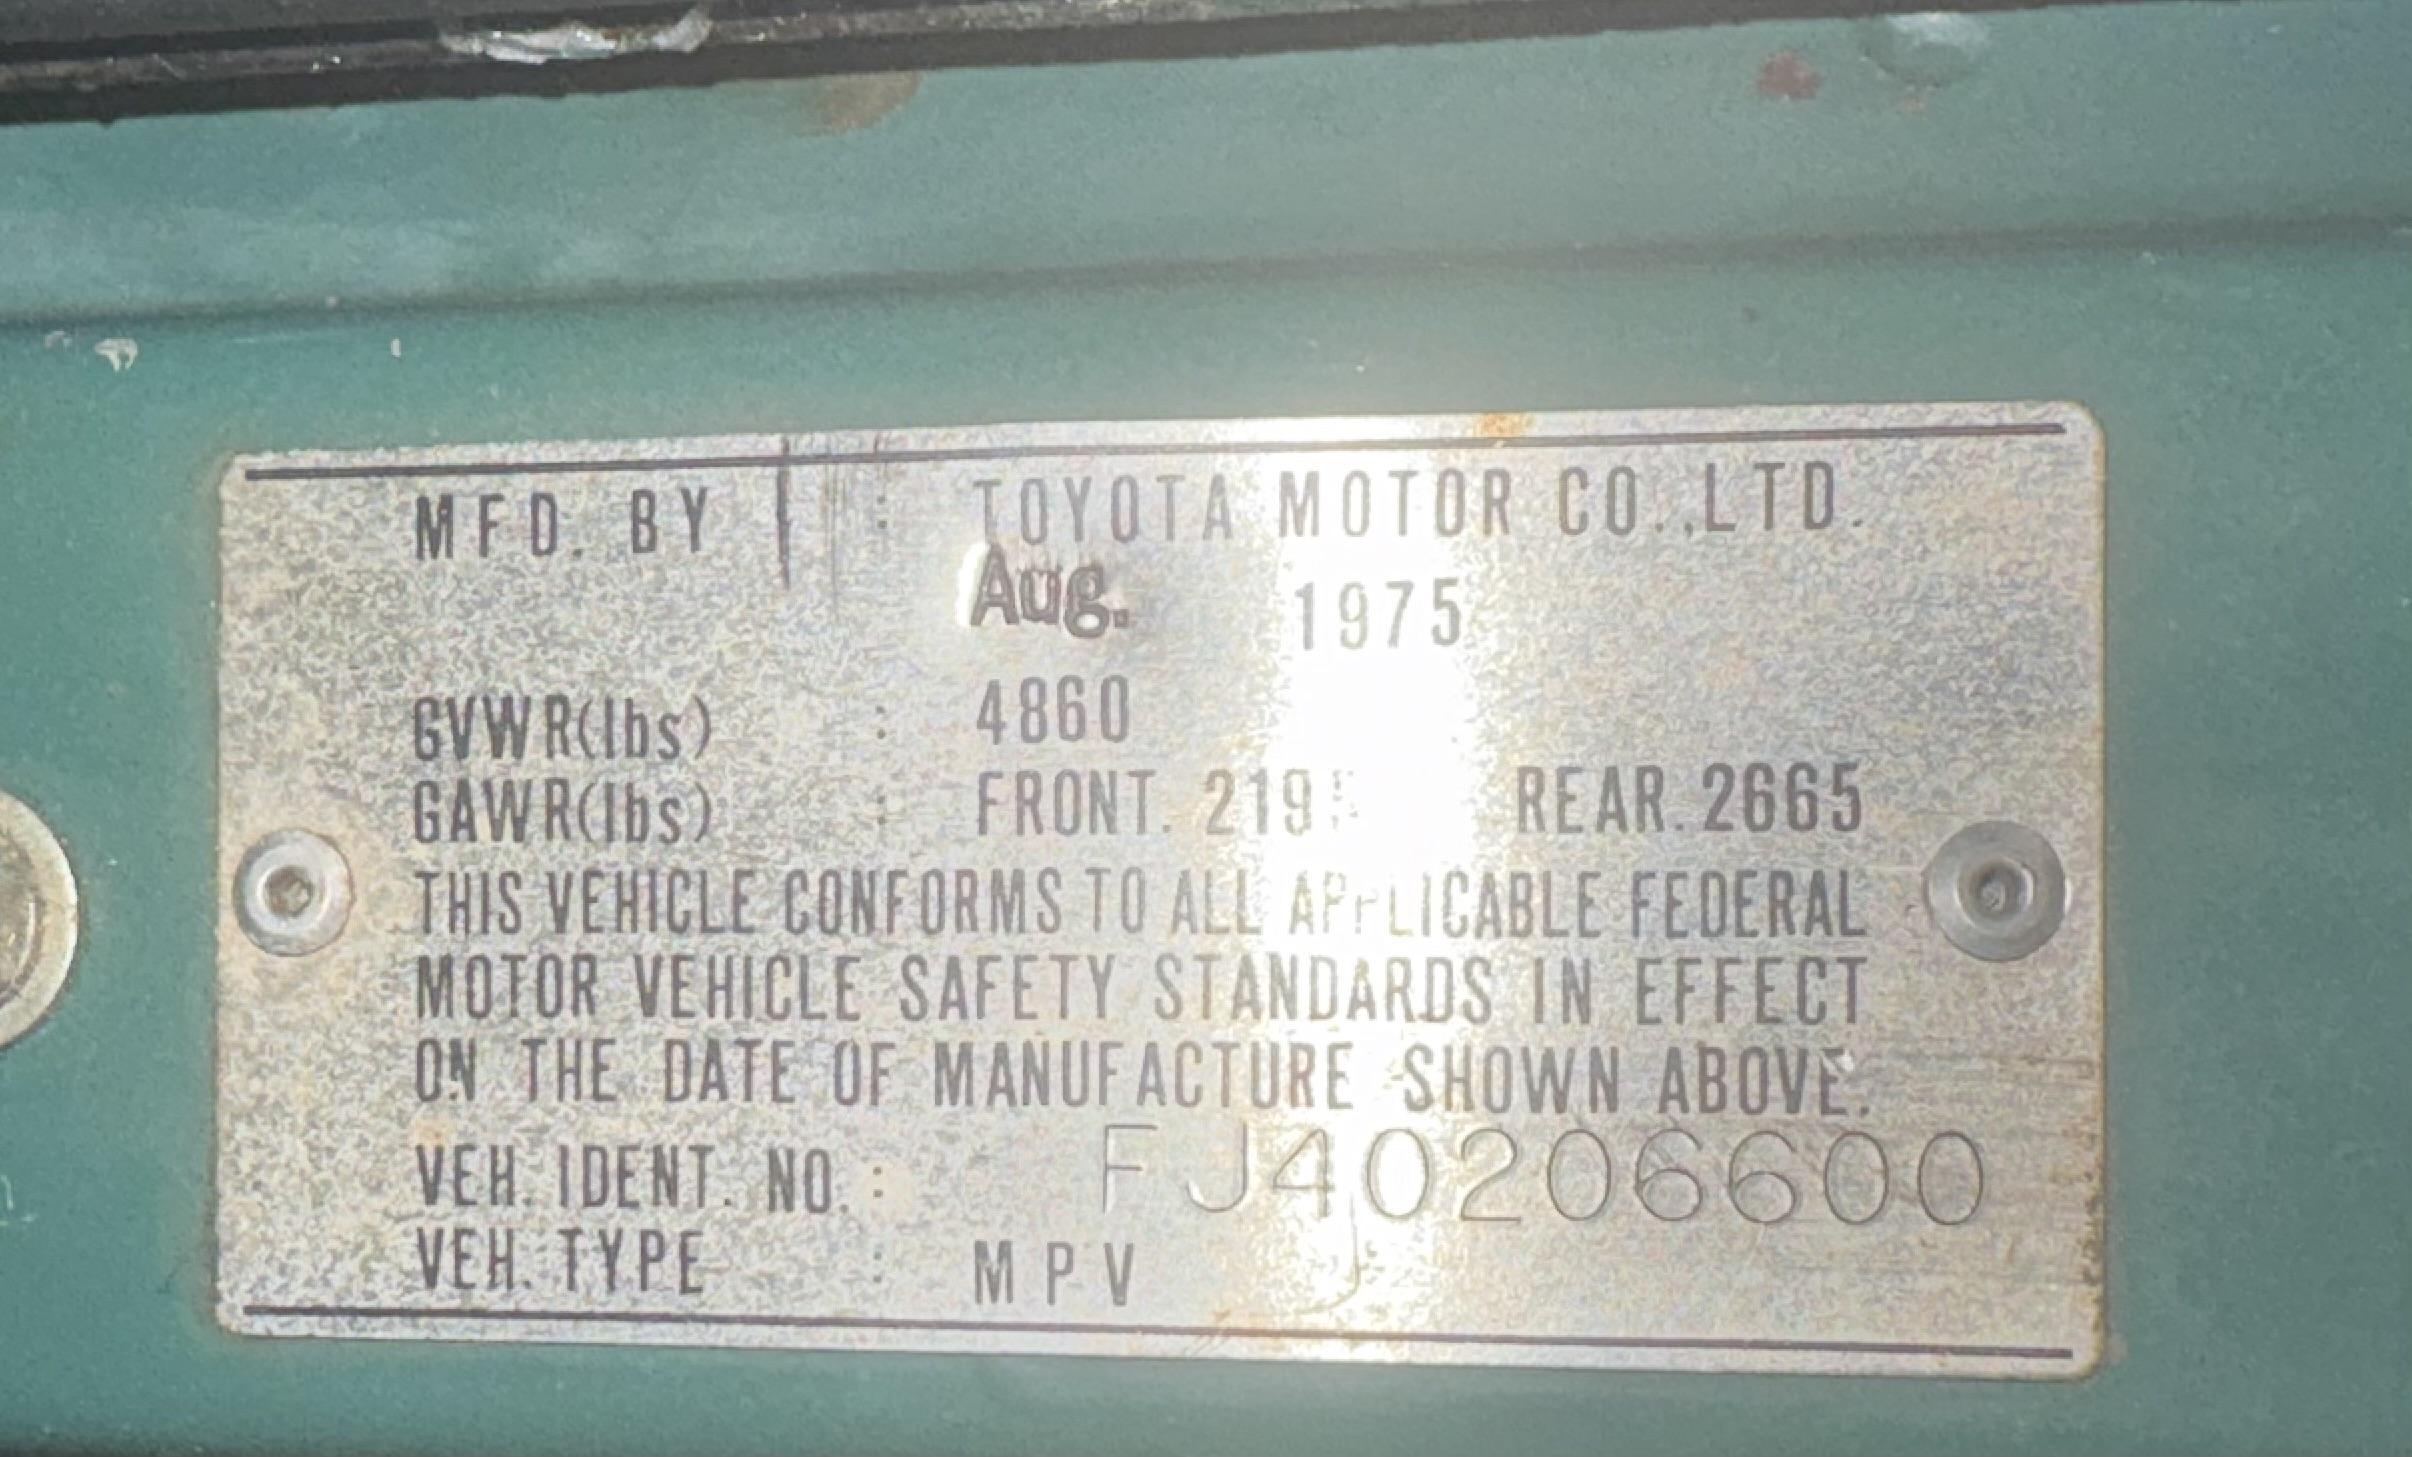 MFD. BY : TOYOTA MOTOR CO.,LTD.
Aug. 1975
GVWR(lbs) : 4860
GAWR(lbs) : FRONT. 2195 REAR. 2665
THIS VEHICLE CONFORMS TO ALL APPLICABLE FEDERAL
MOTOR VEHICLE SAFETY STANDARDS IN EFFECT
ON THE DATE OF MANUFACTURE SHOWN ABOVE.
VEH. IDENT. NO. : FJ40206600
VEH. TYPE : MPV